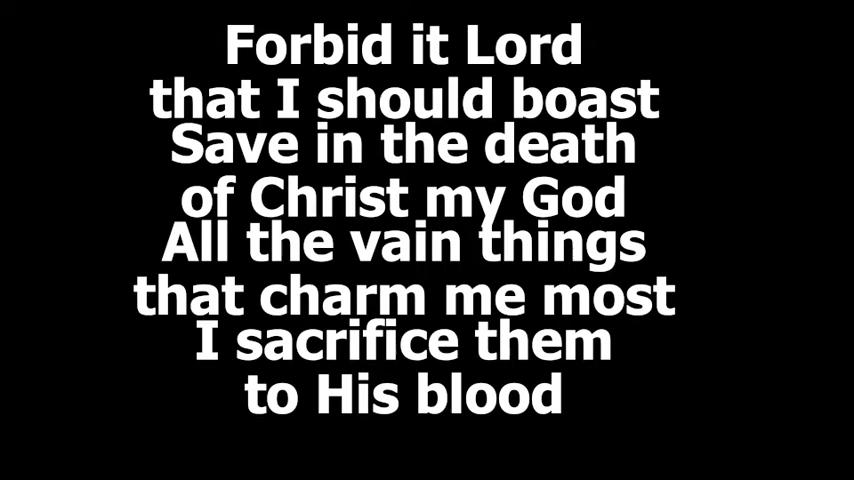 Forbid it Lord
that I should boast
Save in the death
of Christ my God
All the vain things
that charm me most
I sacrifice them
to His blood